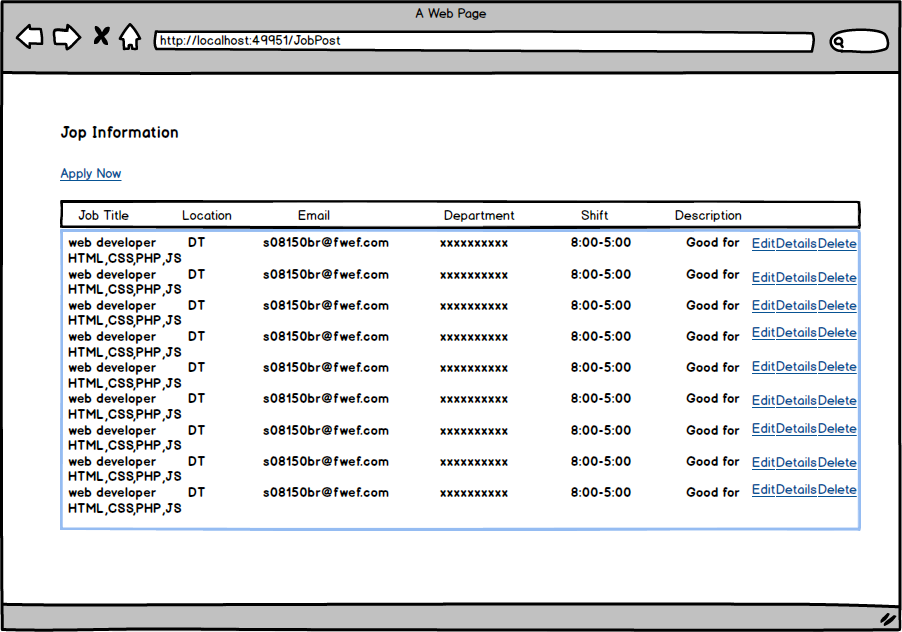 A Web Page
http://localhost:49951/JobPost
Jop Information
Apply Now
Job Title Location Email Department Shift Description
web developer DT s08150br@fwef.com xxxxxxxxxx 8:00-5:00 Good for EditDetailsDelete
HTML,CSS,PHP,JS
web developer DT s08150br@fwef.com xxxxxxxxxx 8:00-5:00 Good for EditDetailsDelete
HTML,CSS,PHP,JS
web developer DT s08150br@fwef.com xxxxxxxxxx 8:00-5:00 Good for EditDetailsDelete
HTML,CSS,PHP,JS
web developer DT s08150br@fwef.com xxxxxxxxxx 8:00-5:00 Good for EditDetailsDelete
HTML,CSS,PHP,JS
web developer DT s08150br@fwef.com xxxxxxxxxx 8:00-5:00 Good for EditDetailsDelete
HTML,CSS,PHP,JS
web developer DT s08150br@fwef.com xxxxxxxxxx 8:00-5:00 Good for EditDetailsDelete
HTML,CSS,PHP,JS
web developer DT s08150br@fwef.com xxxxxxxxxx 8:00-5:00 Good for EditDetailsDelete
HTML,CSS,PHP,JS
web developer DT s08150br@fwef.com xxxxxxxxxx 8:00-5:00 Good for EditDetailsDelete
HTML,CSS,PHP,JS
web developer DT s08150br@fwef.com xxxxxxxxxx 8:00-5:00 Good for EditDetailsDelete
HTML,CSS,PHP,JS